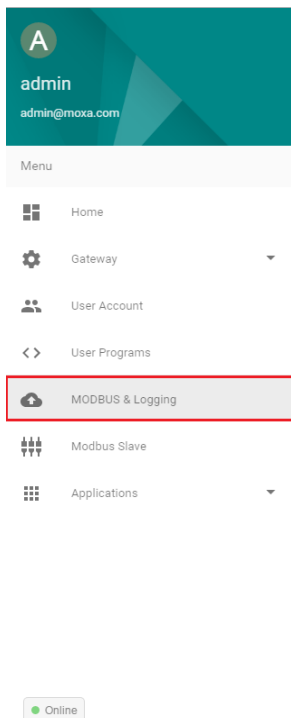 A
admin
admin@moxa.com
Menu
Home
Gateway
User Account
User Programs
MODBUS & Logging
Modbus Slave
Applications
Online